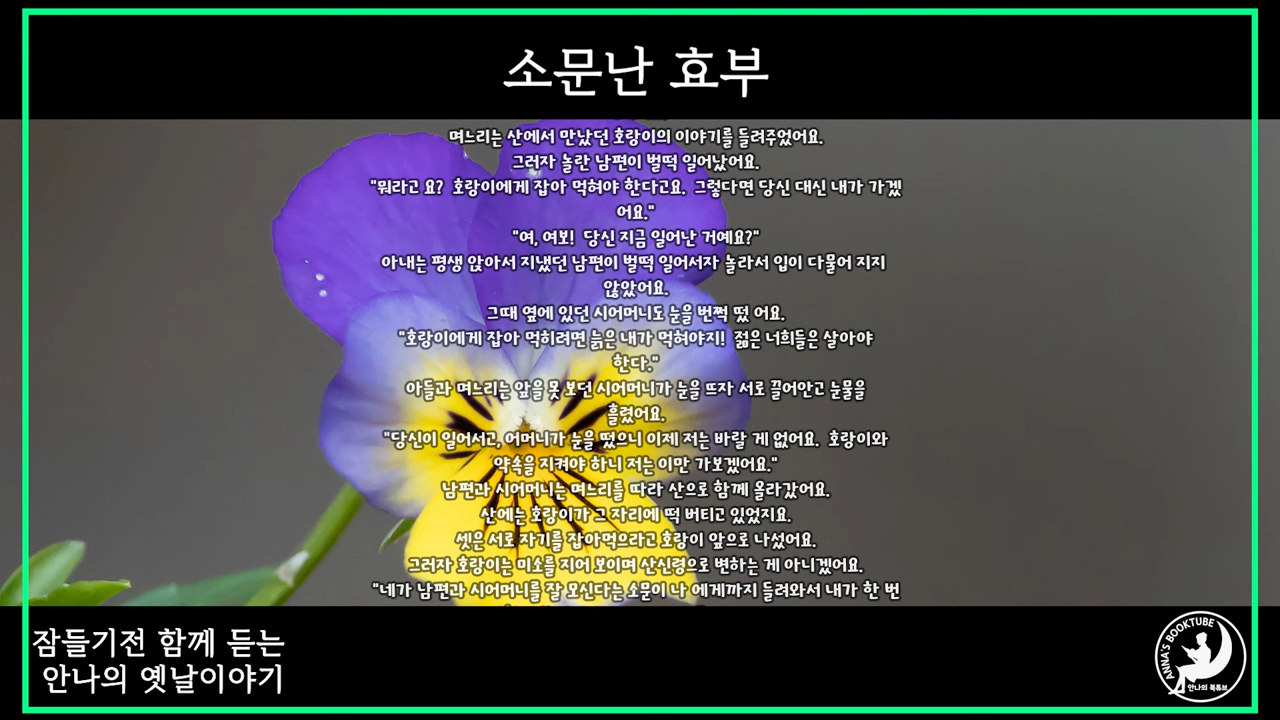 소문난 효부
며느리는 산에서 만났던 호랑이의 이야기를 들려주었어요.
그러자 놀란 남편이 벌떡 일어났어요.
"뭐라고 요? 호랑이에게 잡아 먹혀야 한다고요. 그렇다면 당신 대신 내가 가겠
어요."
"여, 여보! 당신 지금 일어난 거예요?"
아내는 평생 앉아서 지냈던 남편이 벌떡 일어서자 놀라서 입이 다물어 지지
않았어요.
그때 옆에 있던 시어머니도 눈을 번쩍 떴 어요.
"호랑이에게 잡아 먹히려면 늙은 내가 먹혀야지! 젊은 너희들은 살아야
한다."
아들과 며느리는 앞을 못 보던 시어머니가 눈을 뜨자 서로 끌어안고 눈물을
흘렸어요.
"당신이 일어서고, 어머니가 눈을 떴으니 이제 저는 바랄 게 없어요. 호랑이와
약속을 지켜야 하니 저는 이만 가보겠어요."
남편과 시어머니는 며느리를 따라 산으로 함께 올라갔어요.
산에는 호랑이가 그 자리에 떡 버티고 있었지요.
셋은 서로 자기를 잡아먹으라고 호랑이 앞으로 나섰어요.
그러자 호랑이는 미소를 지어 보이며 산신령으로 변하는 게 아니겠어요.
"네가 남편과 시어머니를 잘 모신다는 소문이 나 에게까지 들려와서 내가 한 번
잠들기전 함께 듣는
안나의 옛날이야기
ANNA'S BOOKTUBE
안나의 북튜브